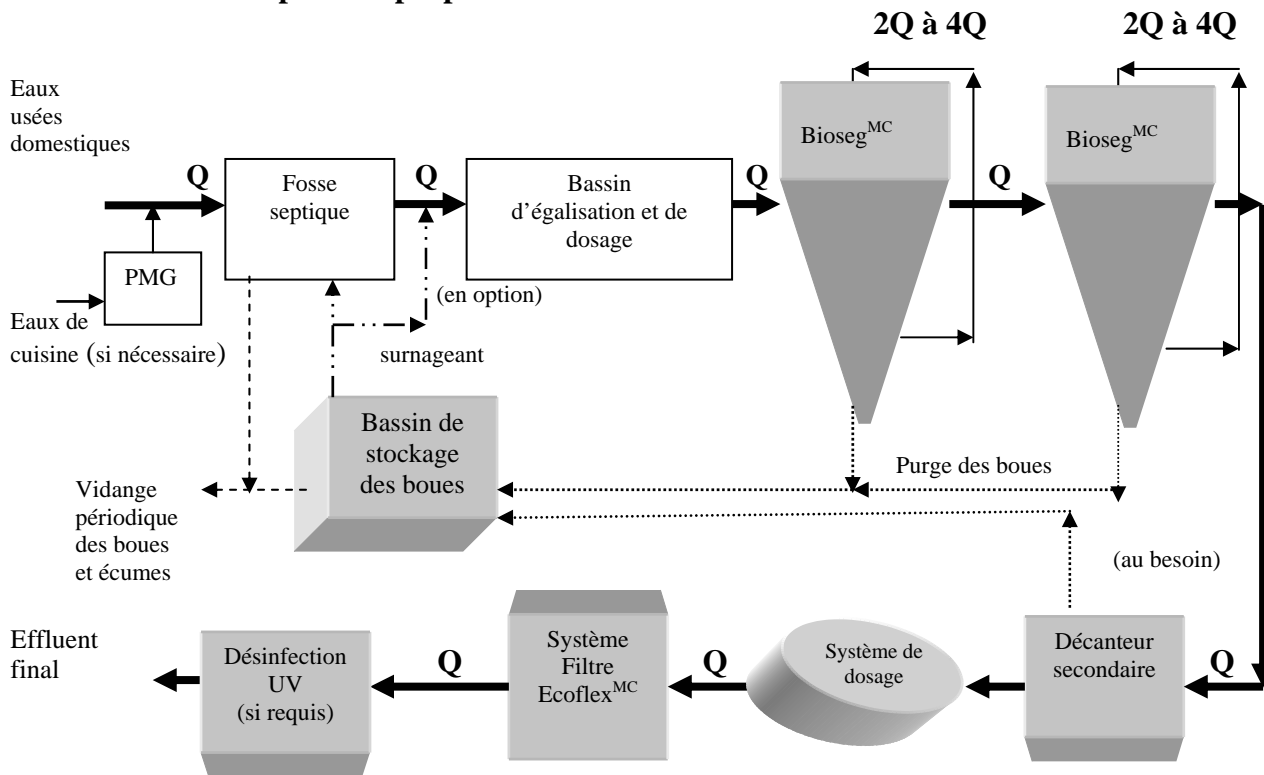 2Q à 4Q
2Q à 4Q
Eaux
usées
domestiques
Q
Fosse
septique
Q
Bassin
d’égalisation et de
dosage
Q
Bioseg^MC
Q
Bioseg^MC
PMG
Eaux de
cuisine (si nécessaire)
(en option)
surnageant
Bassin de
stockage
des boues
Purge des boues
Vidange
périodique
des boues
et écumes
(au besoin)
Effluent
final
Désinfection
UV
(si requis)
Q
Système
Filtre
Ecoflex^MC
Q
Système de
dosage
Décanteur
secondaire
Q